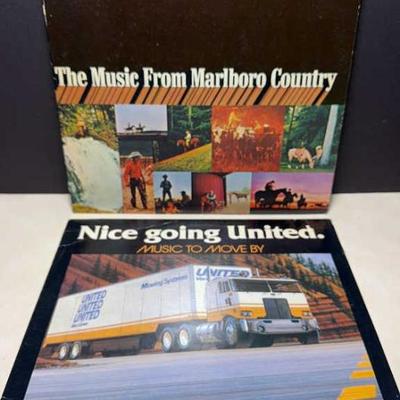 The Music From Marlboro Country
Nice going United.
MUSIC TO MOVE BY
Moving Systems
UNITED
UNITED
UNITED
UNITED